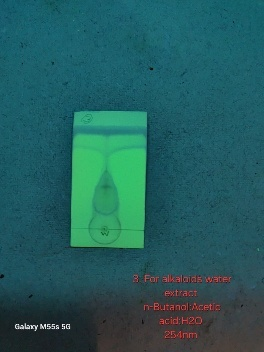 3. For alkaloids water
extract
n-Butanol:Acetic
acid:H2O
254nm
Galaxy M55s 5G